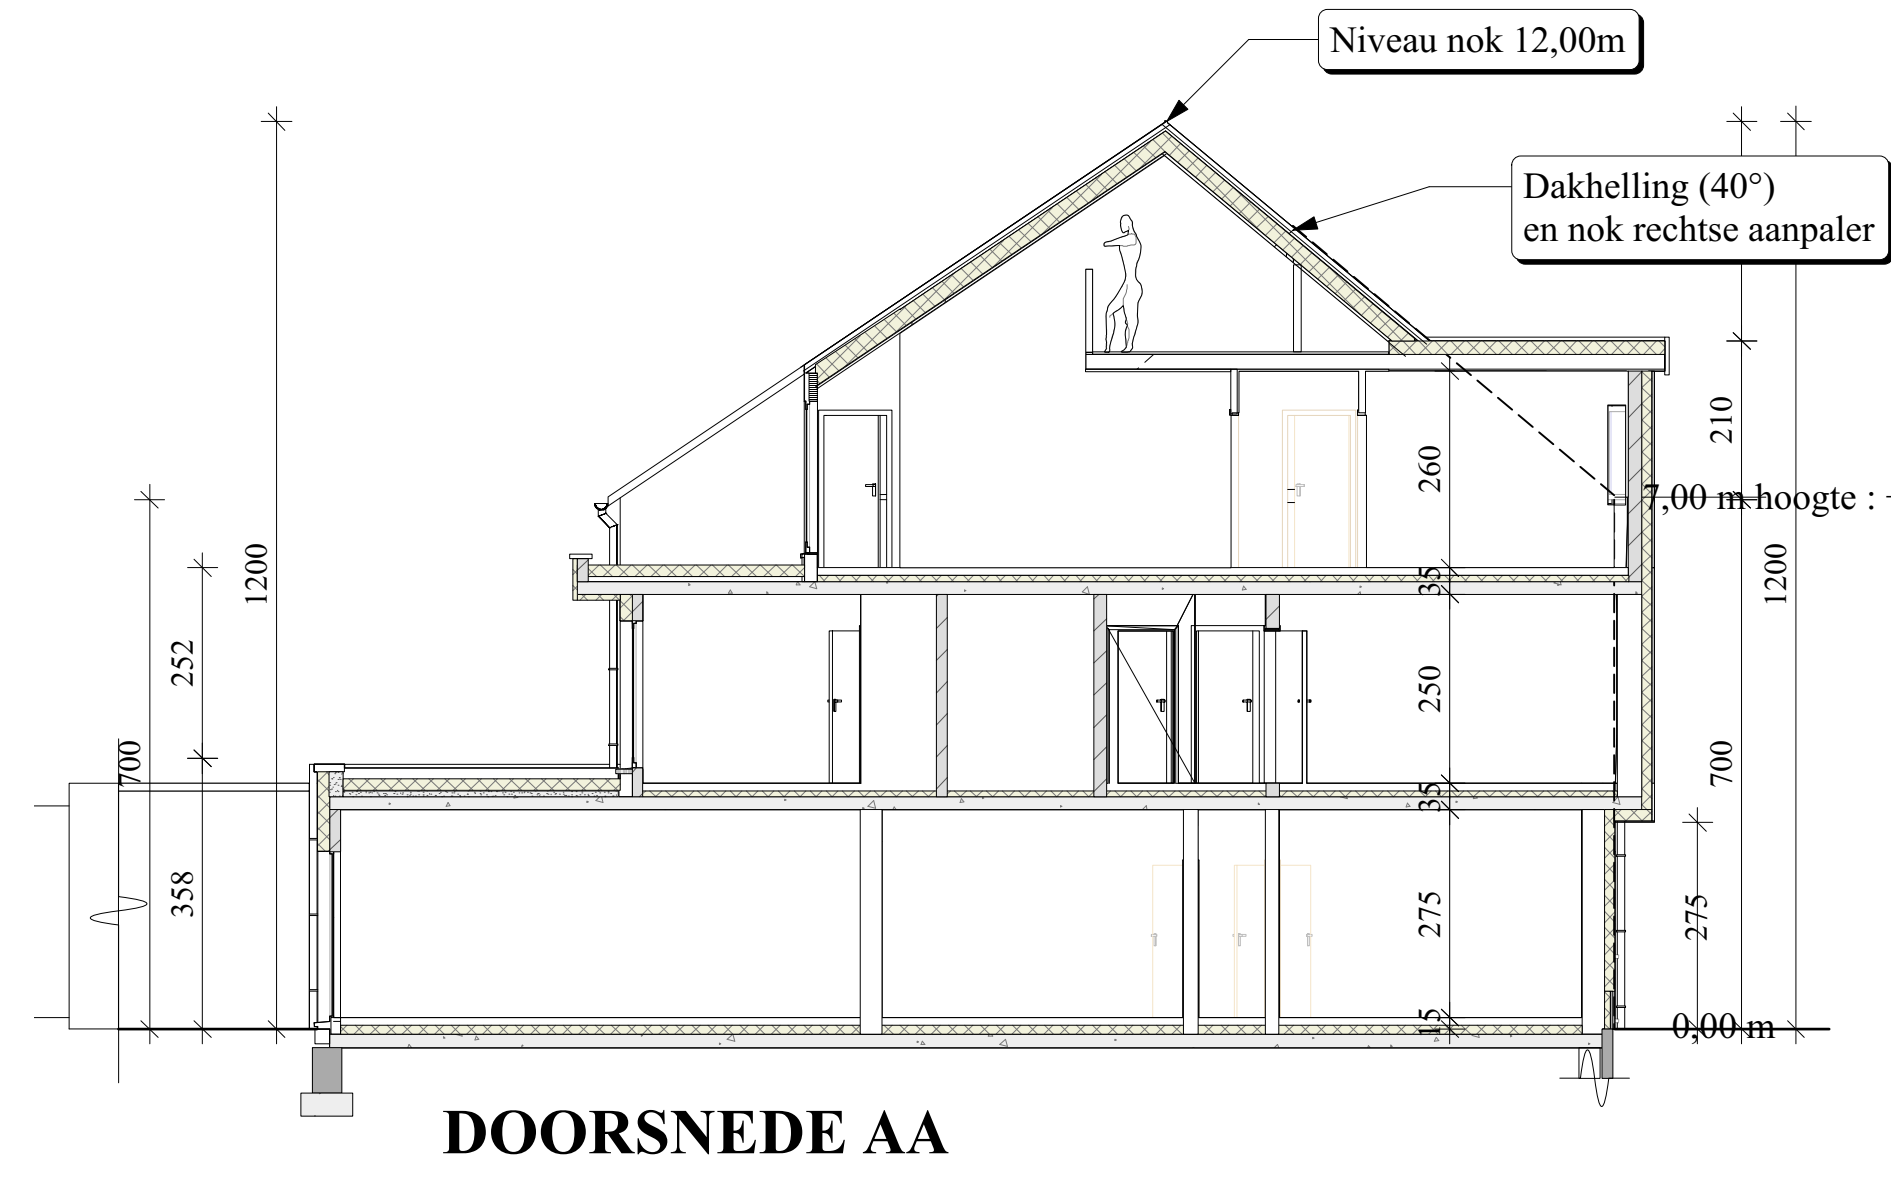 Niveau nok 12,00m
Dakhelling (40°)
en nok rechtse aanpaler
210
260
7,00 m hoogte :
1200
1200
35
252
250
700
700
35
358
275
275
15
0,00 m
DOORSNEDE AA